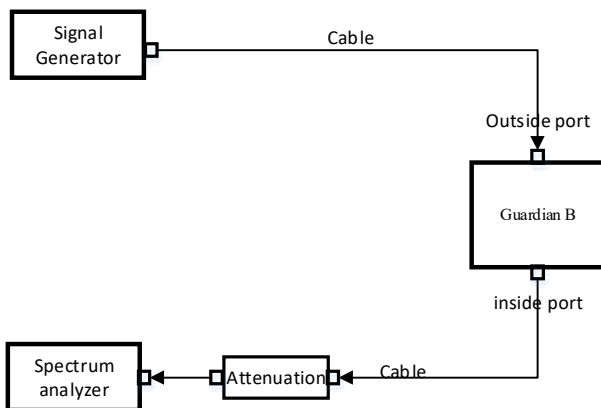 Signal
Generator
Cable
Outside port
Guardian B
inside port
Cable
Attenuation
Spectrum
analyzer